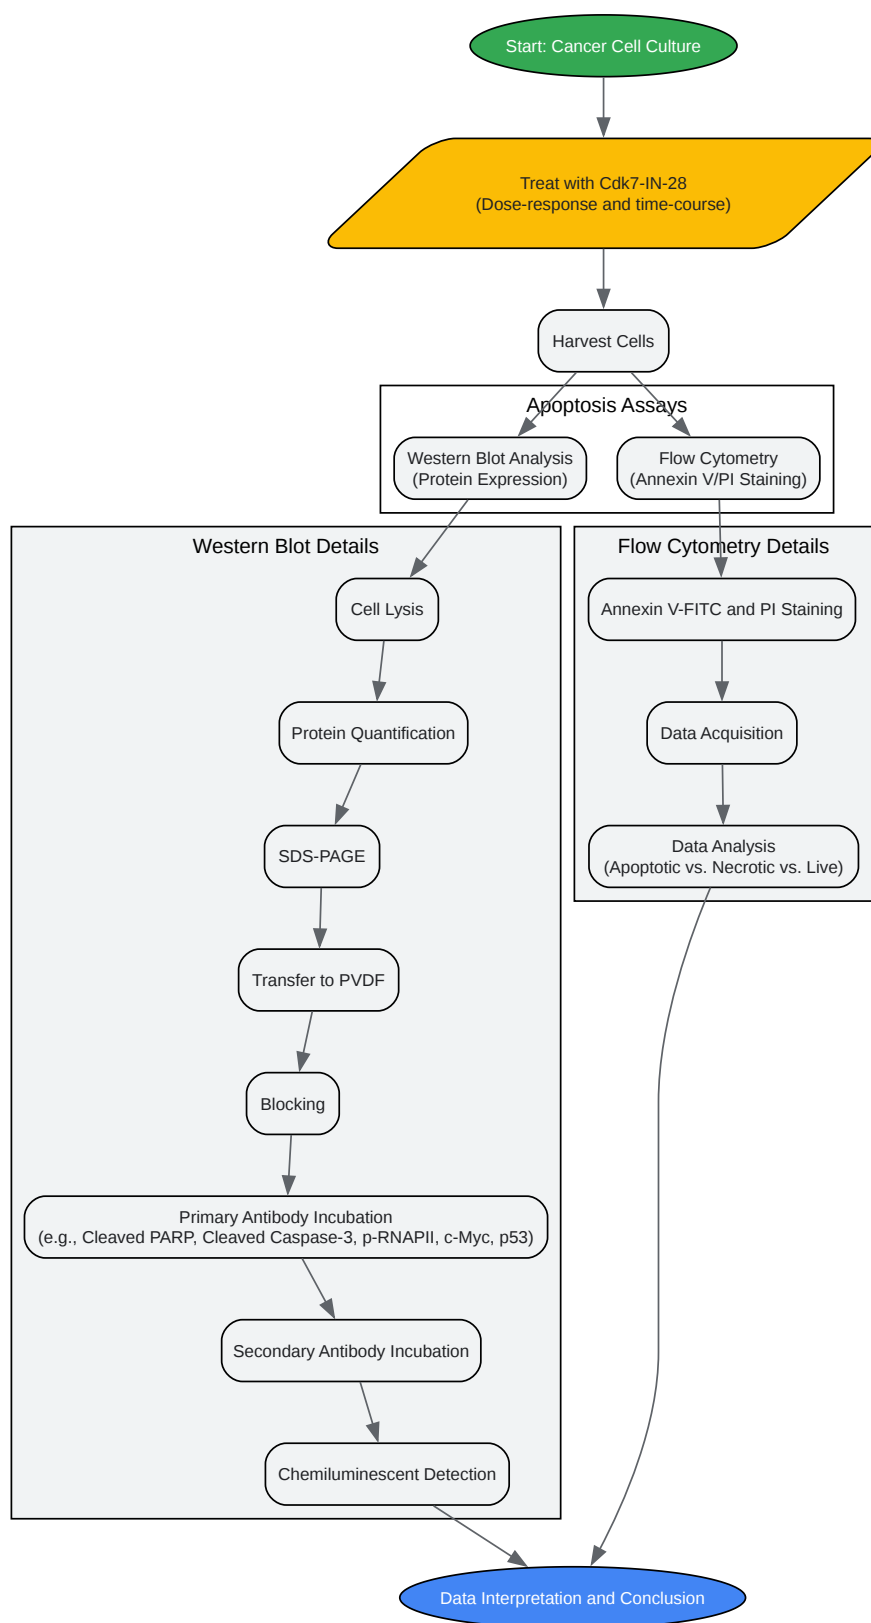 Start: Cancer Cell Culture
Treat with Cdk7-IN-28
(Dose-response and time-course)
Harvest Cells
Apoptosis Assays
Western Blot Analysis
(Protein Expression)
Flow Cytometry
(Annexin V/PI Staining)
Western Blot Details
Cell Lysis
Protein Quantification
SDS-PAGE
Transfer to PVDF
Blocking
Primary Antibody Incubation
(e.g., Cleaved PARP, Cleaved Caspase-3, p-RNAPII, c-Myc, p53)
Secondary Antibody Incubation
Chemiluminescent Detection
Flow Cytometry Details
Annexin V-FITC and PI Staining
Data Acquisition
Data Analysis
(Apoptotic vs. Necrotic vs. Live)
Data Interpretation and Conclusion